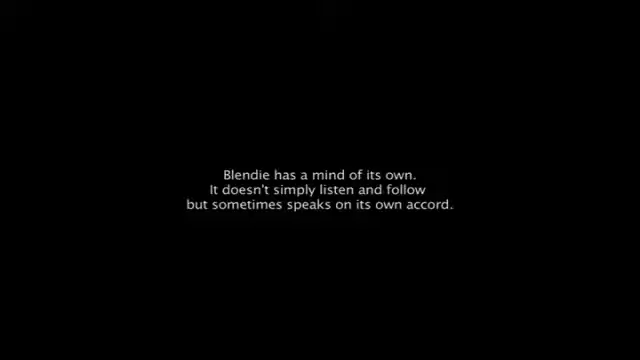 Blendie has a mind of its own.
It doesn't simply listen and follow
but sometimes speaks on its own accord.